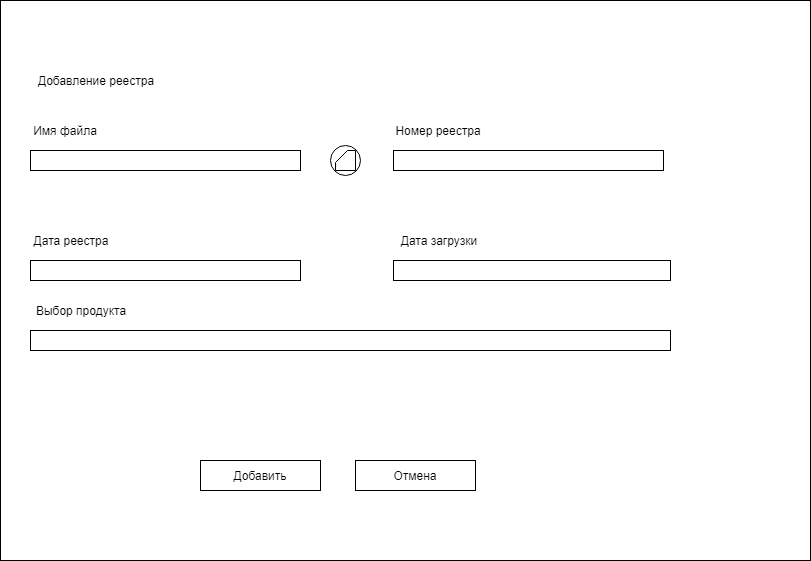 Добавление реестра
Имя файла
Номер реестра
Дата реестра
Дата загрузки
Выбор продукта
Добавить
Отмена